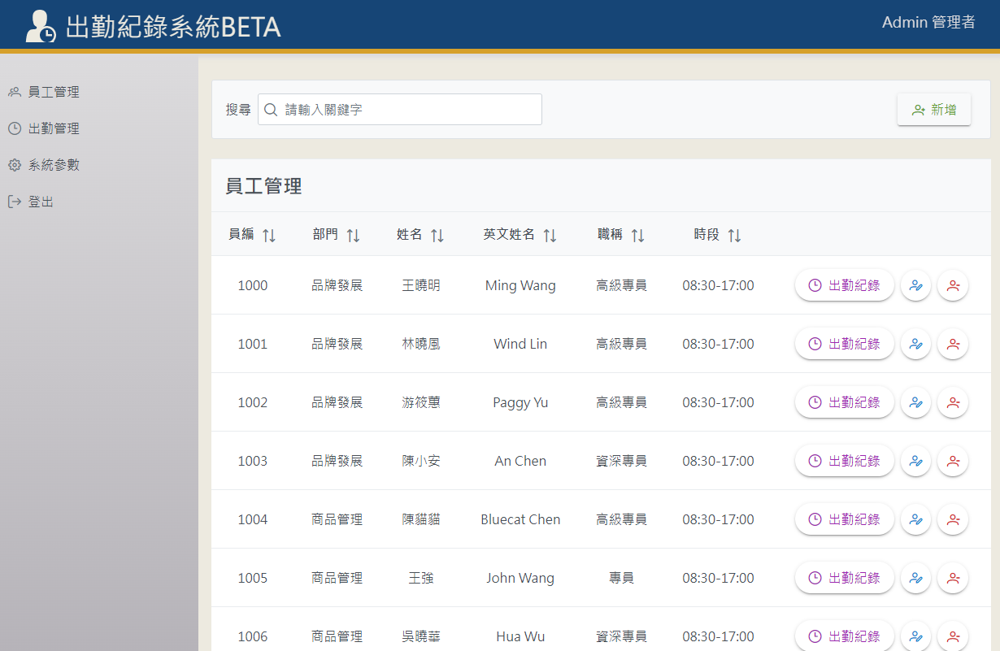 出勤紀錄系統BETA
Admin 管理者
員工管理
出勤管理
系統參數
登出
搜尋 請輸入關鍵字 新增
員工管理
員編 部門 姓名 英文姓名 職稱 時段
1000 品牌發展 王曉明 Ming Wang 高級專員 08:30-17:00 出勤紀錄
1001 品牌發展 林曉風 Wind Lin 高級專員 08:30-17:00 出勤紀錄
1002 品牌發展 游筱蕙 Paggy Yu 高級專員 08:30-17:00 出勤紀錄
1003 品牌發展 陳小安 An Chen 資深專員 08:30-17:00 出勤紀錄
1004 商品管理 陳貓貓 Bluecat Chen 高級專員 08:30-17:00 出勤紀錄
1005 商品管理 王強 John Wang 專員 08:30-17:00 出勤紀錄
1006 商品管理 吳曉華 Hua Wu 資深專員 08:30-17:00 出勤紀錄